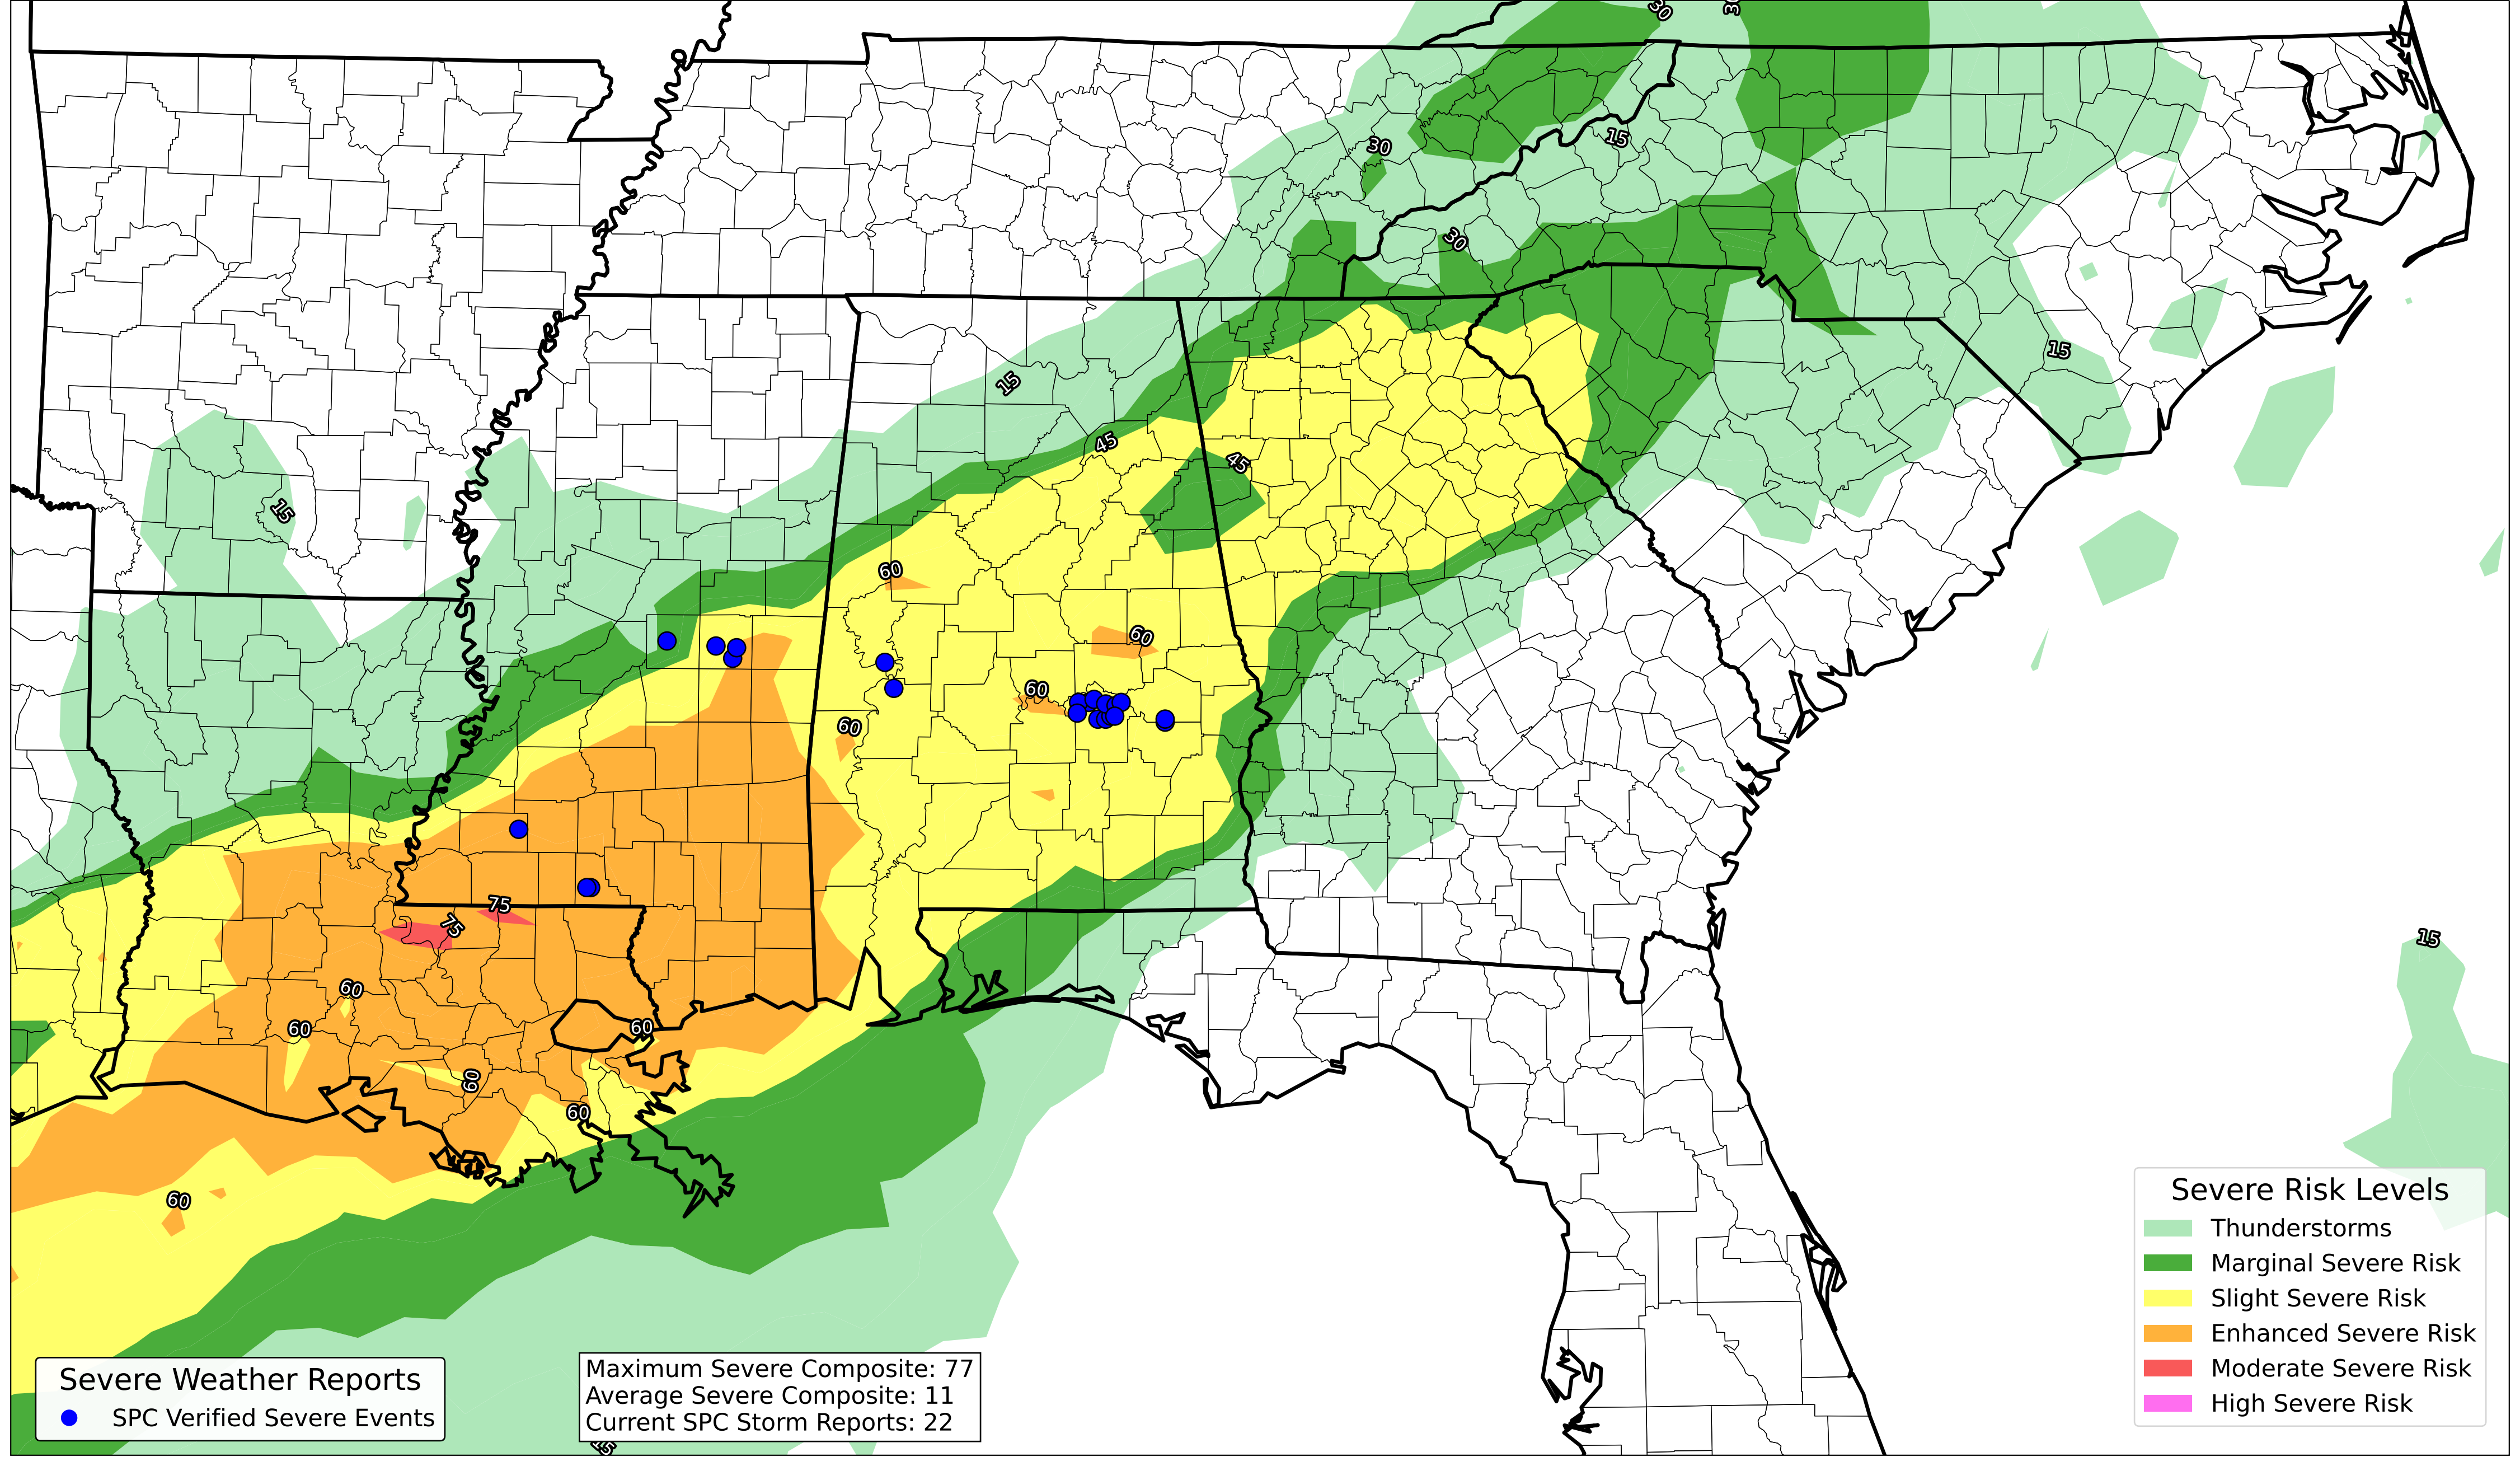 30
30
30
15
30
15
15
45
45
15
60
60
60
60
75
75
15
60
60
60
60
60
60
15
Severe Weather Reports
SPC Verified Severe Events
Maximum Severe Composite: 77
Average Severe Composite: 11
Current SPC Storm Reports: 22
Severe Risk Levels
Thunderstorms
Marginal Severe Risk
Slight Severe Risk
Enhanced Severe Risk
Moderate Severe Risk
High Severe Risk